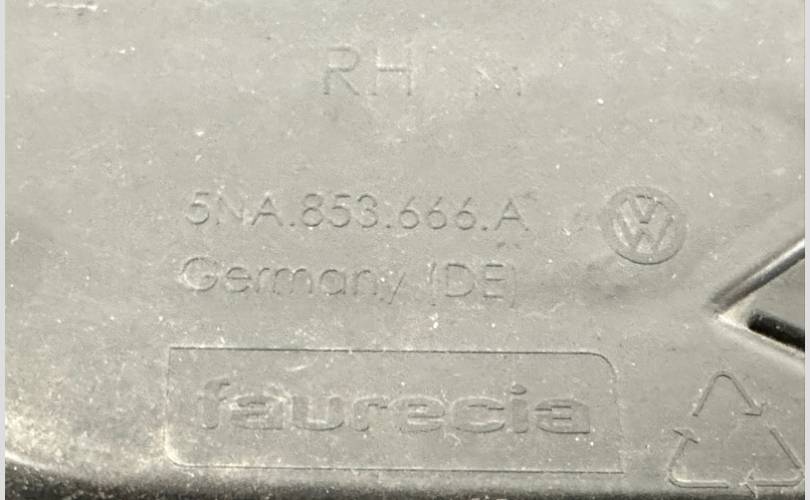 RH
5NA.853.666.A
Germany (DE)
faurecia